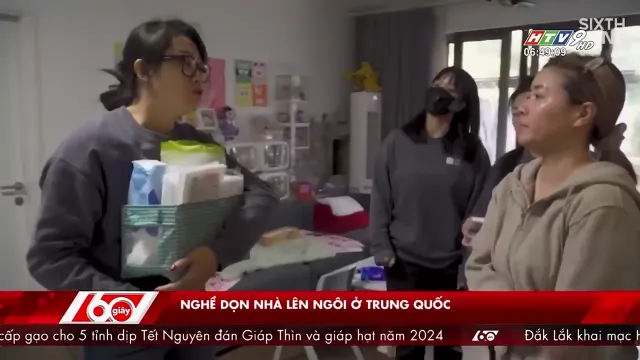 SIXTH
HTV9
HD
06:49:09
NGHỀ DỌN NHÀ LÊN NGÔI Ở TRUNG QUỐC
60
giây
cấp gạo cho 5 tỉnh dịp Tết Nguyên đán Giáp Thìn và giáp hạt năm 2024
60
Đắk Lắk khai mạc